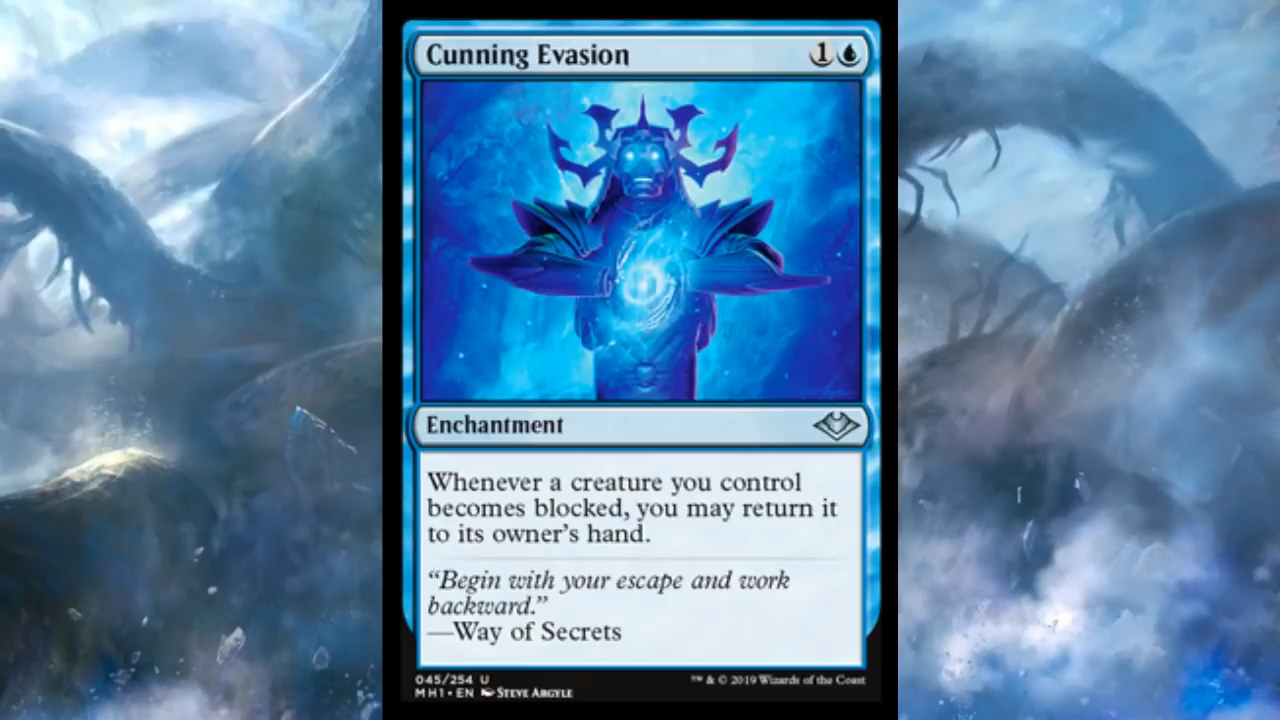 Cunning Evasion 1
Enchantment
Whenever a creature you control
becomes blocked, you may return it
to its owner's hand.
“Begin with your escape and work
backward.”
—Way of Secrets
045/254 U
MH1 • EN Steve Argyle
™ & © 2019 Wizards of the Coast